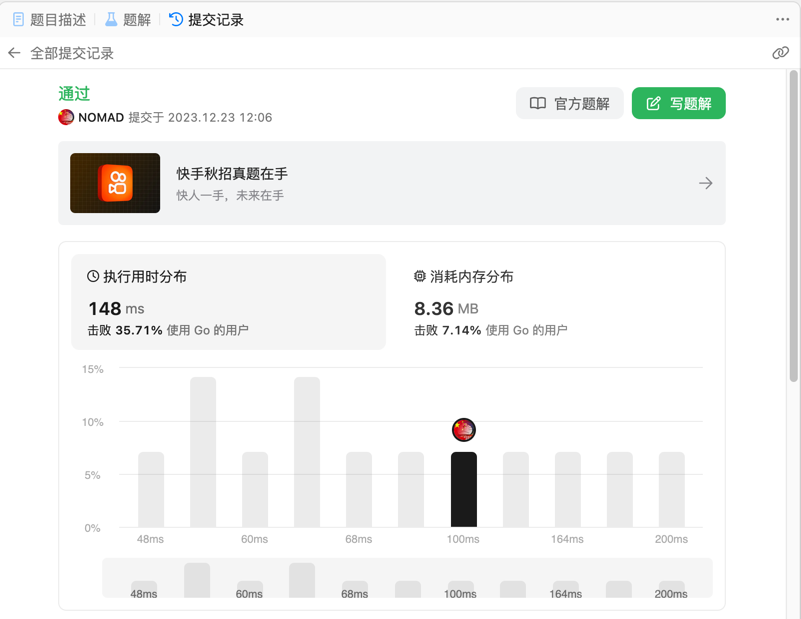 题目描述 题解 提交记录
全部提交记录
通过
NOMAD 提交于 2023.12.23 12:06
官方题解 写题解
快手秋招真题在手
快人一手，未来在手
执行用时分布
148 ms
击败 35.71% 使用 Go 的用户
消耗内存分布
8.36 MB
击败 7.14% 使用 Go 的用户
15%
10%
5%
0%
48ms 60ms 68ms 100ms 164ms 200ms
48ms 60ms 68ms 100ms 164ms 200ms